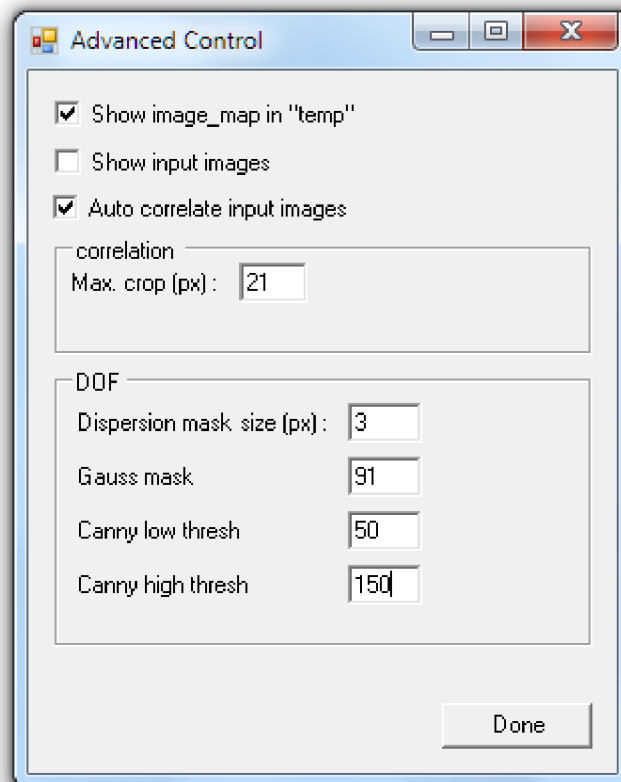 Advanced Control
Show image_map in "temp"
Show input images
Auto correlate input images
correlation
Max. crop (px) : 21
DOF
Dispersion mask size (px) : 3
Gauss mask 91
Canny low thresh 50
Canny high thresh 150
Done